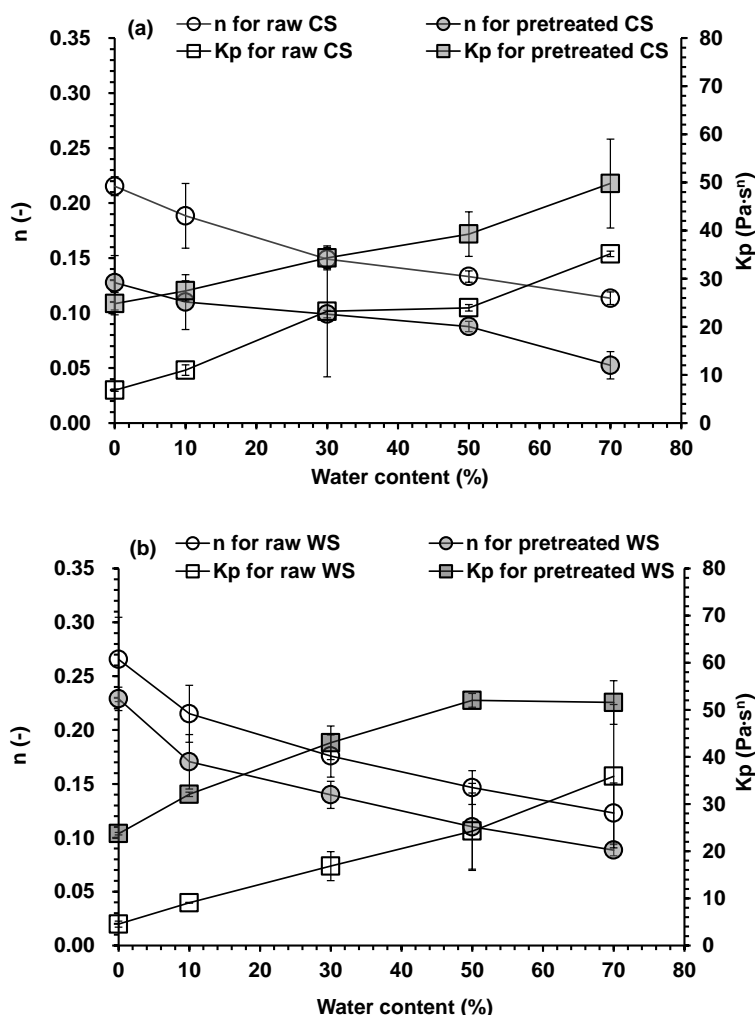 (a)
n for raw CS n for pretreated CS
Kp for raw CS Kp for pretreated CS
0.35 80
0.30 70
0.25 60
0.20 50
0.15 40
0.10 30
0.05 20
0.00 10
0
n (-)
Kp (Pa·sⁿ)
0 10 20 30 40 50 60 70 80
Water content (%)
(b)
n for raw WS n for pretreated WS
Kp for raw WS Kp for pretreated WS
0.35 80
0.30 70
0.25 60
0.20 50
0.15 40
0.10 30
0.05 20
0.00 10
0
n (-)
Kp (Pa·sⁿ)
0 10 20 30 40 50 60 70 80
Water content (%)